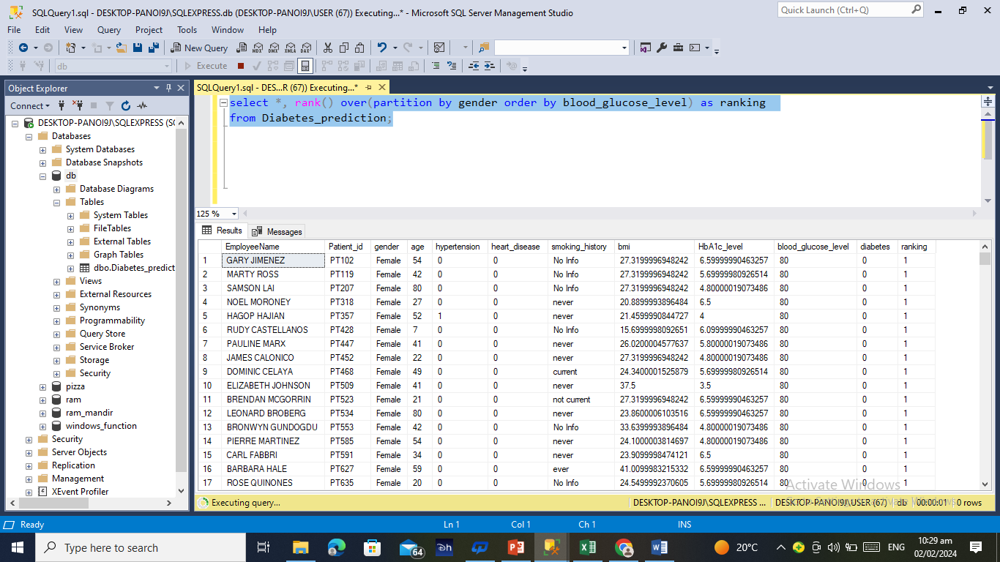 SQLQuery1.sql - DESKTOP-PANOI9J\SQLEXPRESS.db (DESKTOP-PANOI9J\USER (67)) Executing...* - Microsoft SQL Server Management Studio
Quick Launch (Ctrl+Q)
File Edit View Query Project Tools Window Help
New Query MDX DMX XMLA DAX
db Execute
Object Explorer
Connect
DESKTOP-PANOI9J\SQLEXPRESS (SC
Databases
System Databases
Database Snapshots
db
Database Diagrams
Tables
System Tables
FileTables
External Tables
Graph Tables
dbo.Diabetes_predict
Views
External Resources
Synonyms
Programmability
Query Store
Service Broker
Storage
Security
pizza
ram
ram_mandir
windows_function
Security
Server Objects
Replication
Management
XEvent Profiler
SQLQuery1.sql - DES...R (67)) Executing...*
select *, rank() over(partition by gender order by blood_glucose_level) as ranking
from Diabetes_prediction;
125 %
Results Messages
EmployeeName Patient_id gender age hypertension heart_disease smoking_history bmi HbA1c_level blood_glucose_level diabetes ranking
1 GARY JIMENEZ PT102 Female 54 0 0 No Info 27.3199996948242 6.59999990463257 80 0 1
2 MARTY ROSS PT119 Female 42 0 0 No Info 27.3199996948242 5.69999980926514 80 0 1
3 SAMSON LAI PT207 Female 80 0 0 No Info 27.3199996948242 4.80000019073486 80 0 1
4 NOEL MORONEY PT318 Female 27 0 0 never 20.8899993896484 6.5 80 0 1
5 HAGOP HAJIAN PT357 Female 52 1 0 never 21.4599990844727 4 80 0 1
6 RUDY CASTELLANOS PT428 Female 7 0 0 No Info 15.6999998092651 6.09999990463257 80 0 1
7 PAULINE MARX PT447 Female 41 0 0 never 26.0200004577637 5.80000019073486 80 0 1
8 JAMES CALONICO PT452 Female 22 0 0 never 27.3199996948242 4.80000019073486 80 0 1
9 DOMINIC CELAYA PT468 Female 49 0 0 current 24.3400001525879 5.69999980926514 80 0 1
10 ELIZABETH JOHNSON PT509 Female 41 0 0 never 37.5 3.5 80 0 1
11 BRENDAN MCGORRIN PT523 Female 21 0 0 not current 27.3199996948242 6.59999990463257 80 0 1
12 LEONARD BROBERG PT534 Female 80 0 0 never 23.8600006103516 6.59999990463257 80 0 1
13 BRONWYN GUNDOGDU PT553 Female 42 0 0 No Info 33.6399993896484 4.80000019073486 80 0 1
14 PIERRE MARTINEZ PT585 Female 54 0 0 never 24.1000003814697 4.80000019073486 80 0 1
15 CARL FABBRI PT591 Female 34 0 0 never 23.9099998474121 6.5 80 0 1
16 BARBARA HALE PT627 Female 59 0 0 ever 41.0099983215332 6.59999990463257 80 0 1
17 ROSE QUINONES PT635 Female 20 0 0 No Info 24.5499992370605 5.69999980926514 80 0 1
Activate Windows
Go to Settings to activate Windows.
Executing query... DESKTOP-PANOI9J\SQLEXPRESS ... DESKTOP-PANOI9J\USER (67) db 00:00:01 0 rows
Ready Ln 1 Col 1 Ch 1 INS
Type here to search
64
20°C
ENG
10:29 am
02/02/2024